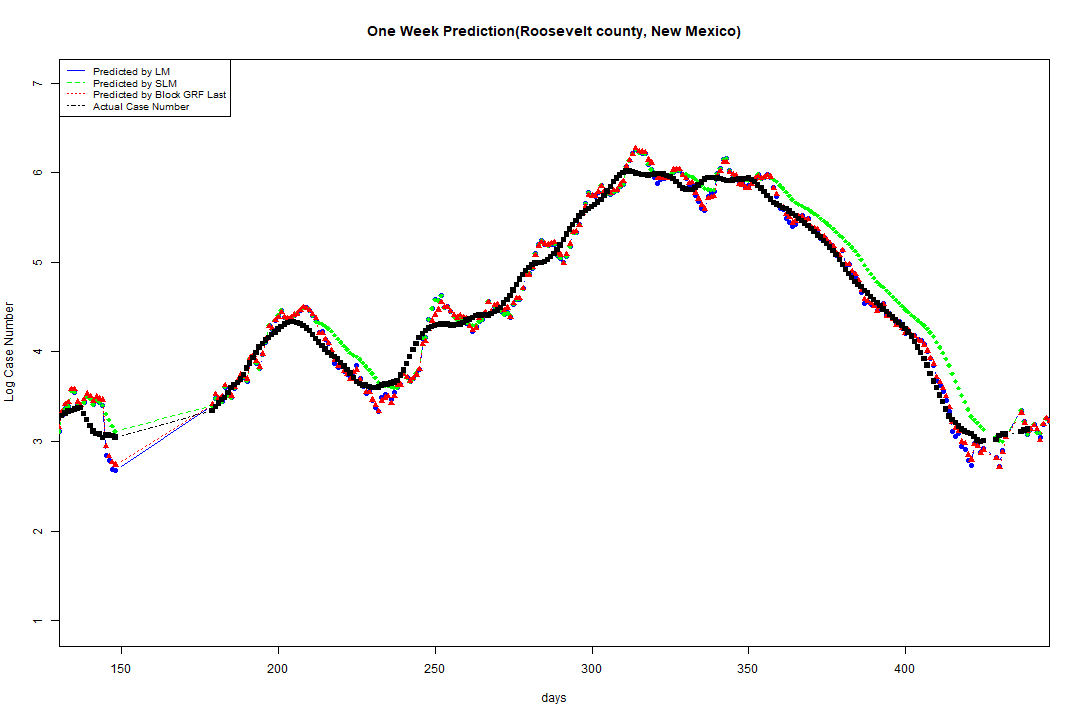 One Week Prediction(Roosevelt county, New Mexico)
Predicted by LM
Predicted by SLM
Predicted by Block GRF Last
Actual Case Number
Log Case Number
7
6
5
4
3
2
1
150 200 250 300 350 400
days